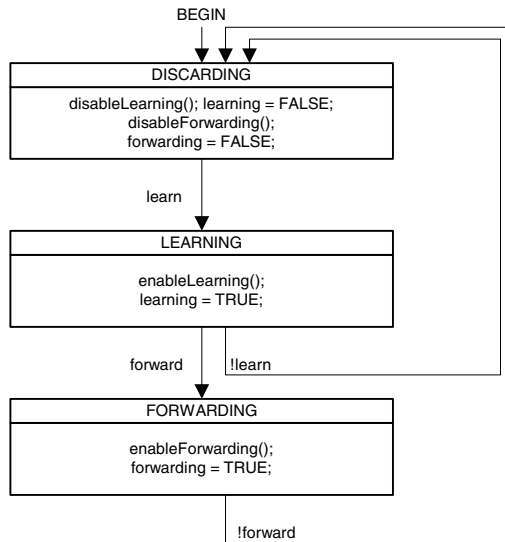 BEGIN
DISCARDING
disableLearning(); learning = FALSE;
disableForwarding();
forwarding = FALSE;
learn
LEARNING
enableLearning();
learning = TRUE;
forward
!learn
FORWARDING
enableForwarding();
forwarding = TRUE;
!forward